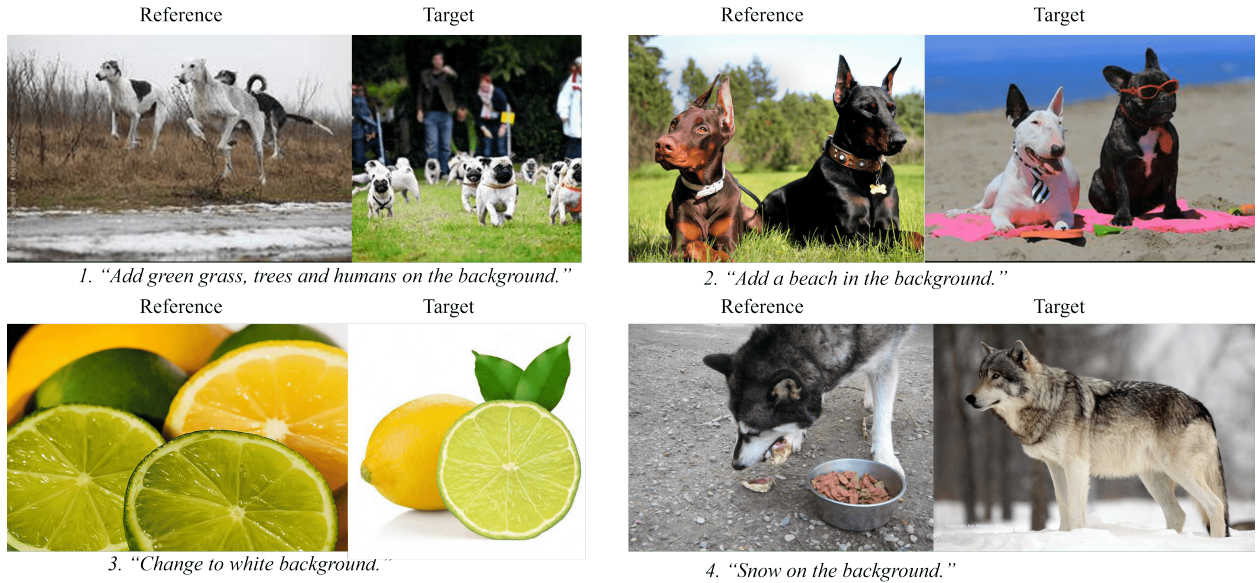 Reference Target
Reference Target
1. “Add green grass, trees and humans on the background.”
2. “Add a beach in the background.”
Reference Target
Reference Target
3. “Change to white background.”
4. “Snow on the background.”